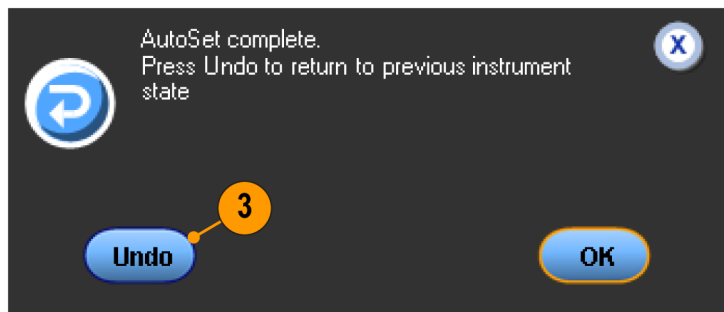 AutoSet complete.
X
Press Undo to return to previous instrument
state
3
Undo
OK